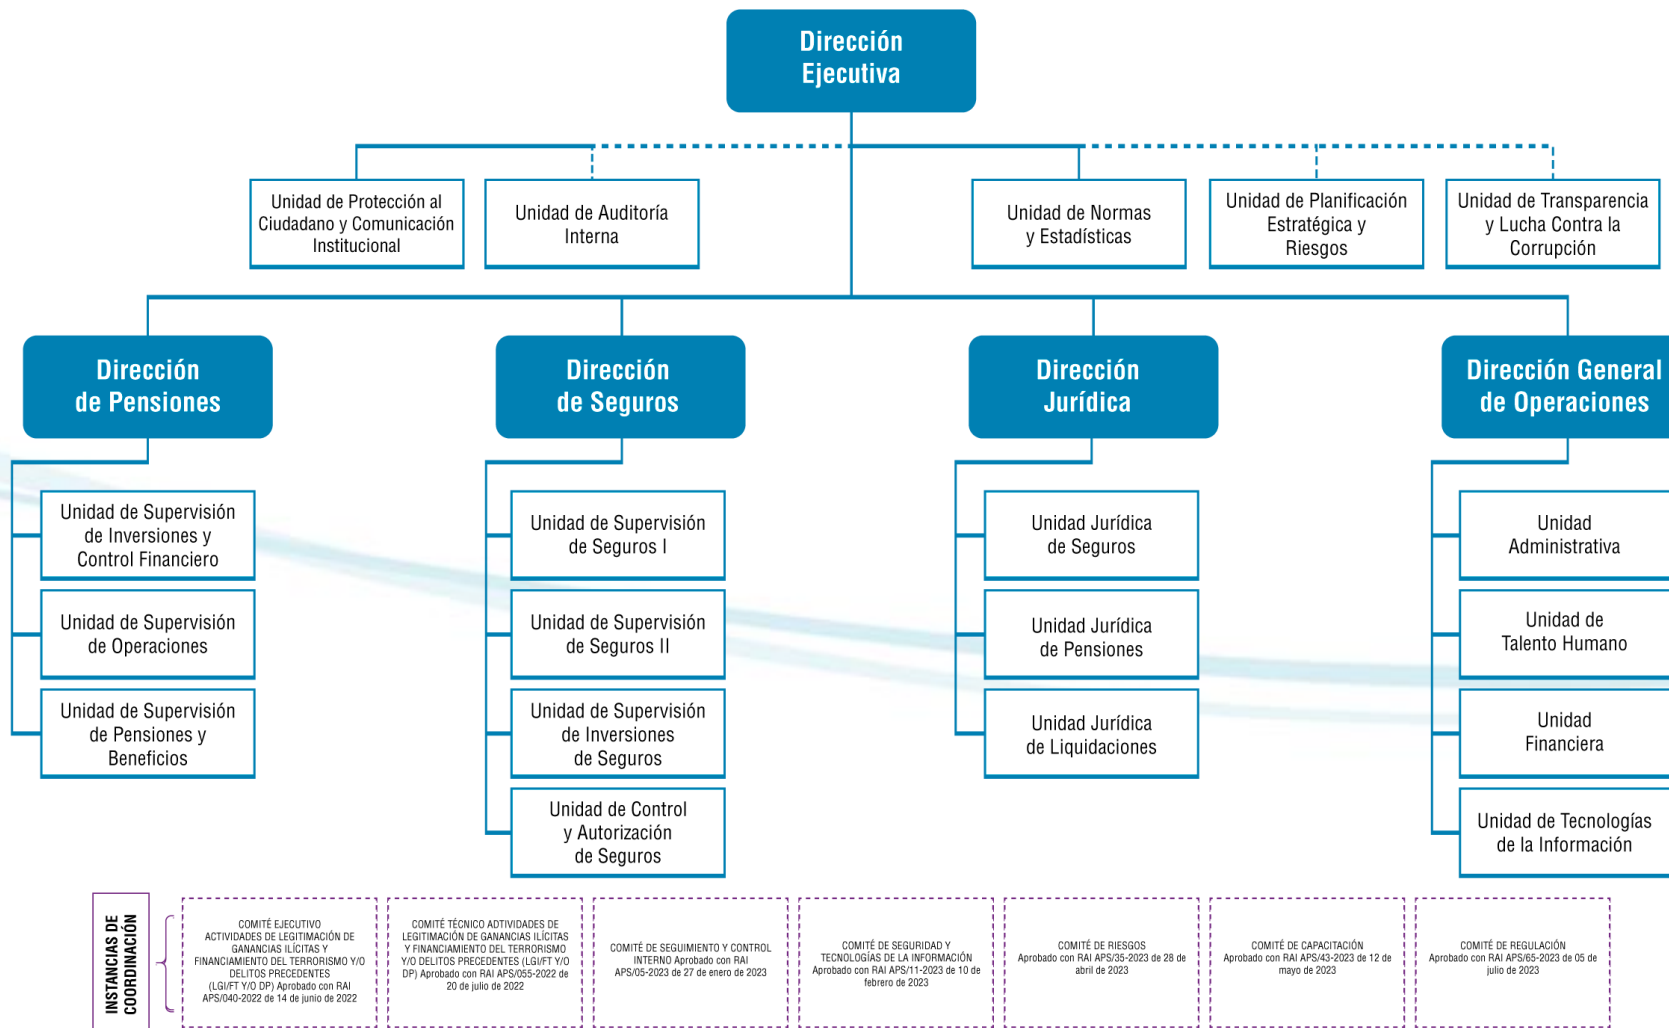 Dirección
Ejecutiva
Unidad de Protección al
Ciudadano y Comunicación
Institucional
Unidad de Auditoría
Interna
Unidad de Normas
y Estadísticas
Unidad de Planificación
Estratégica y
Riesgos
Unidad de Transparencia
y Lucha Contra la
Corrupción
Dirección
de Pensiones
Unidad de Supervisión
de Inversiones y
Control Financiero
Unidad de Supervisión
de Operaciones
Unidad de Supervisión
de Pensiones y
Beneficios
Dirección
de Seguros
Unidad de Supervisión
de Seguros I
Unidad de Supervisión
de Seguros II
Unidad de Supervisión
de Inversiones
de Seguros
Unidad de Control
y Autorización
de Seguros
Dirección
Jurídica
Unidad Jurídica
de Seguros
Unidad Jurídica
de Pensiones
Unidad Jurídica
de Liquidaciones
Dirección General
de Operaciones
Unidad
Administrativa
Unidad de
Talento Humano
Unidad
Financiera
Unidad de Tecnologías
de la Información
INSTANCIAS DE
COORDINACIÓN
COMITÉ EJECUTIVO
ACTIVIDADES DE LEGITIMACIÓN DE
GANANCIAS ILÍCITAS Y
FINANCIAMIENTO DEL TERRORISMO Y/O
DELITOS PRECEDENTES
(LGI/FT Y/O DP) Aprobado con RAI
APS/040-2022 de 14 de junio de 2022
COMITÉ TÉCNICO ADTIVIDADES DE
LEGITIMACIÓN DE GANANCIAS ILÍCITAS
Y FINANCIAMIENTO DEL TERRORISMO
Y/O DELITOS PRECEDENTES (LGI/FT Y/O
DP) Aprobado con RAI APS/055-2022 de
20 de julio de 2022
COMITÉ DE SEGUIMIENTO Y CONTROL
INTERNO Aprobado con RAI
APS/05-2023 de 27 de enero de 2023
COMITÉ DE SEGURIDAD Y
TECNOLOGÍAS DE LA INFORMACIÓN
Aprobado con RAI APS/11-2023 de 10 de
febrero de 2023
COMITÉ DE RIESGOS
Aprobado con RAI APS/35-2023 de 28 de
abril de 2023
COMITÉ DE CAPACITACIÓN
Aprobado con RAI APS/43-2023 de 12 de
mayo de 2023
COMITÉ DE REGULACIÓN
Aprobado con RAI APS/65-2023 de 05 de
julio de 2023